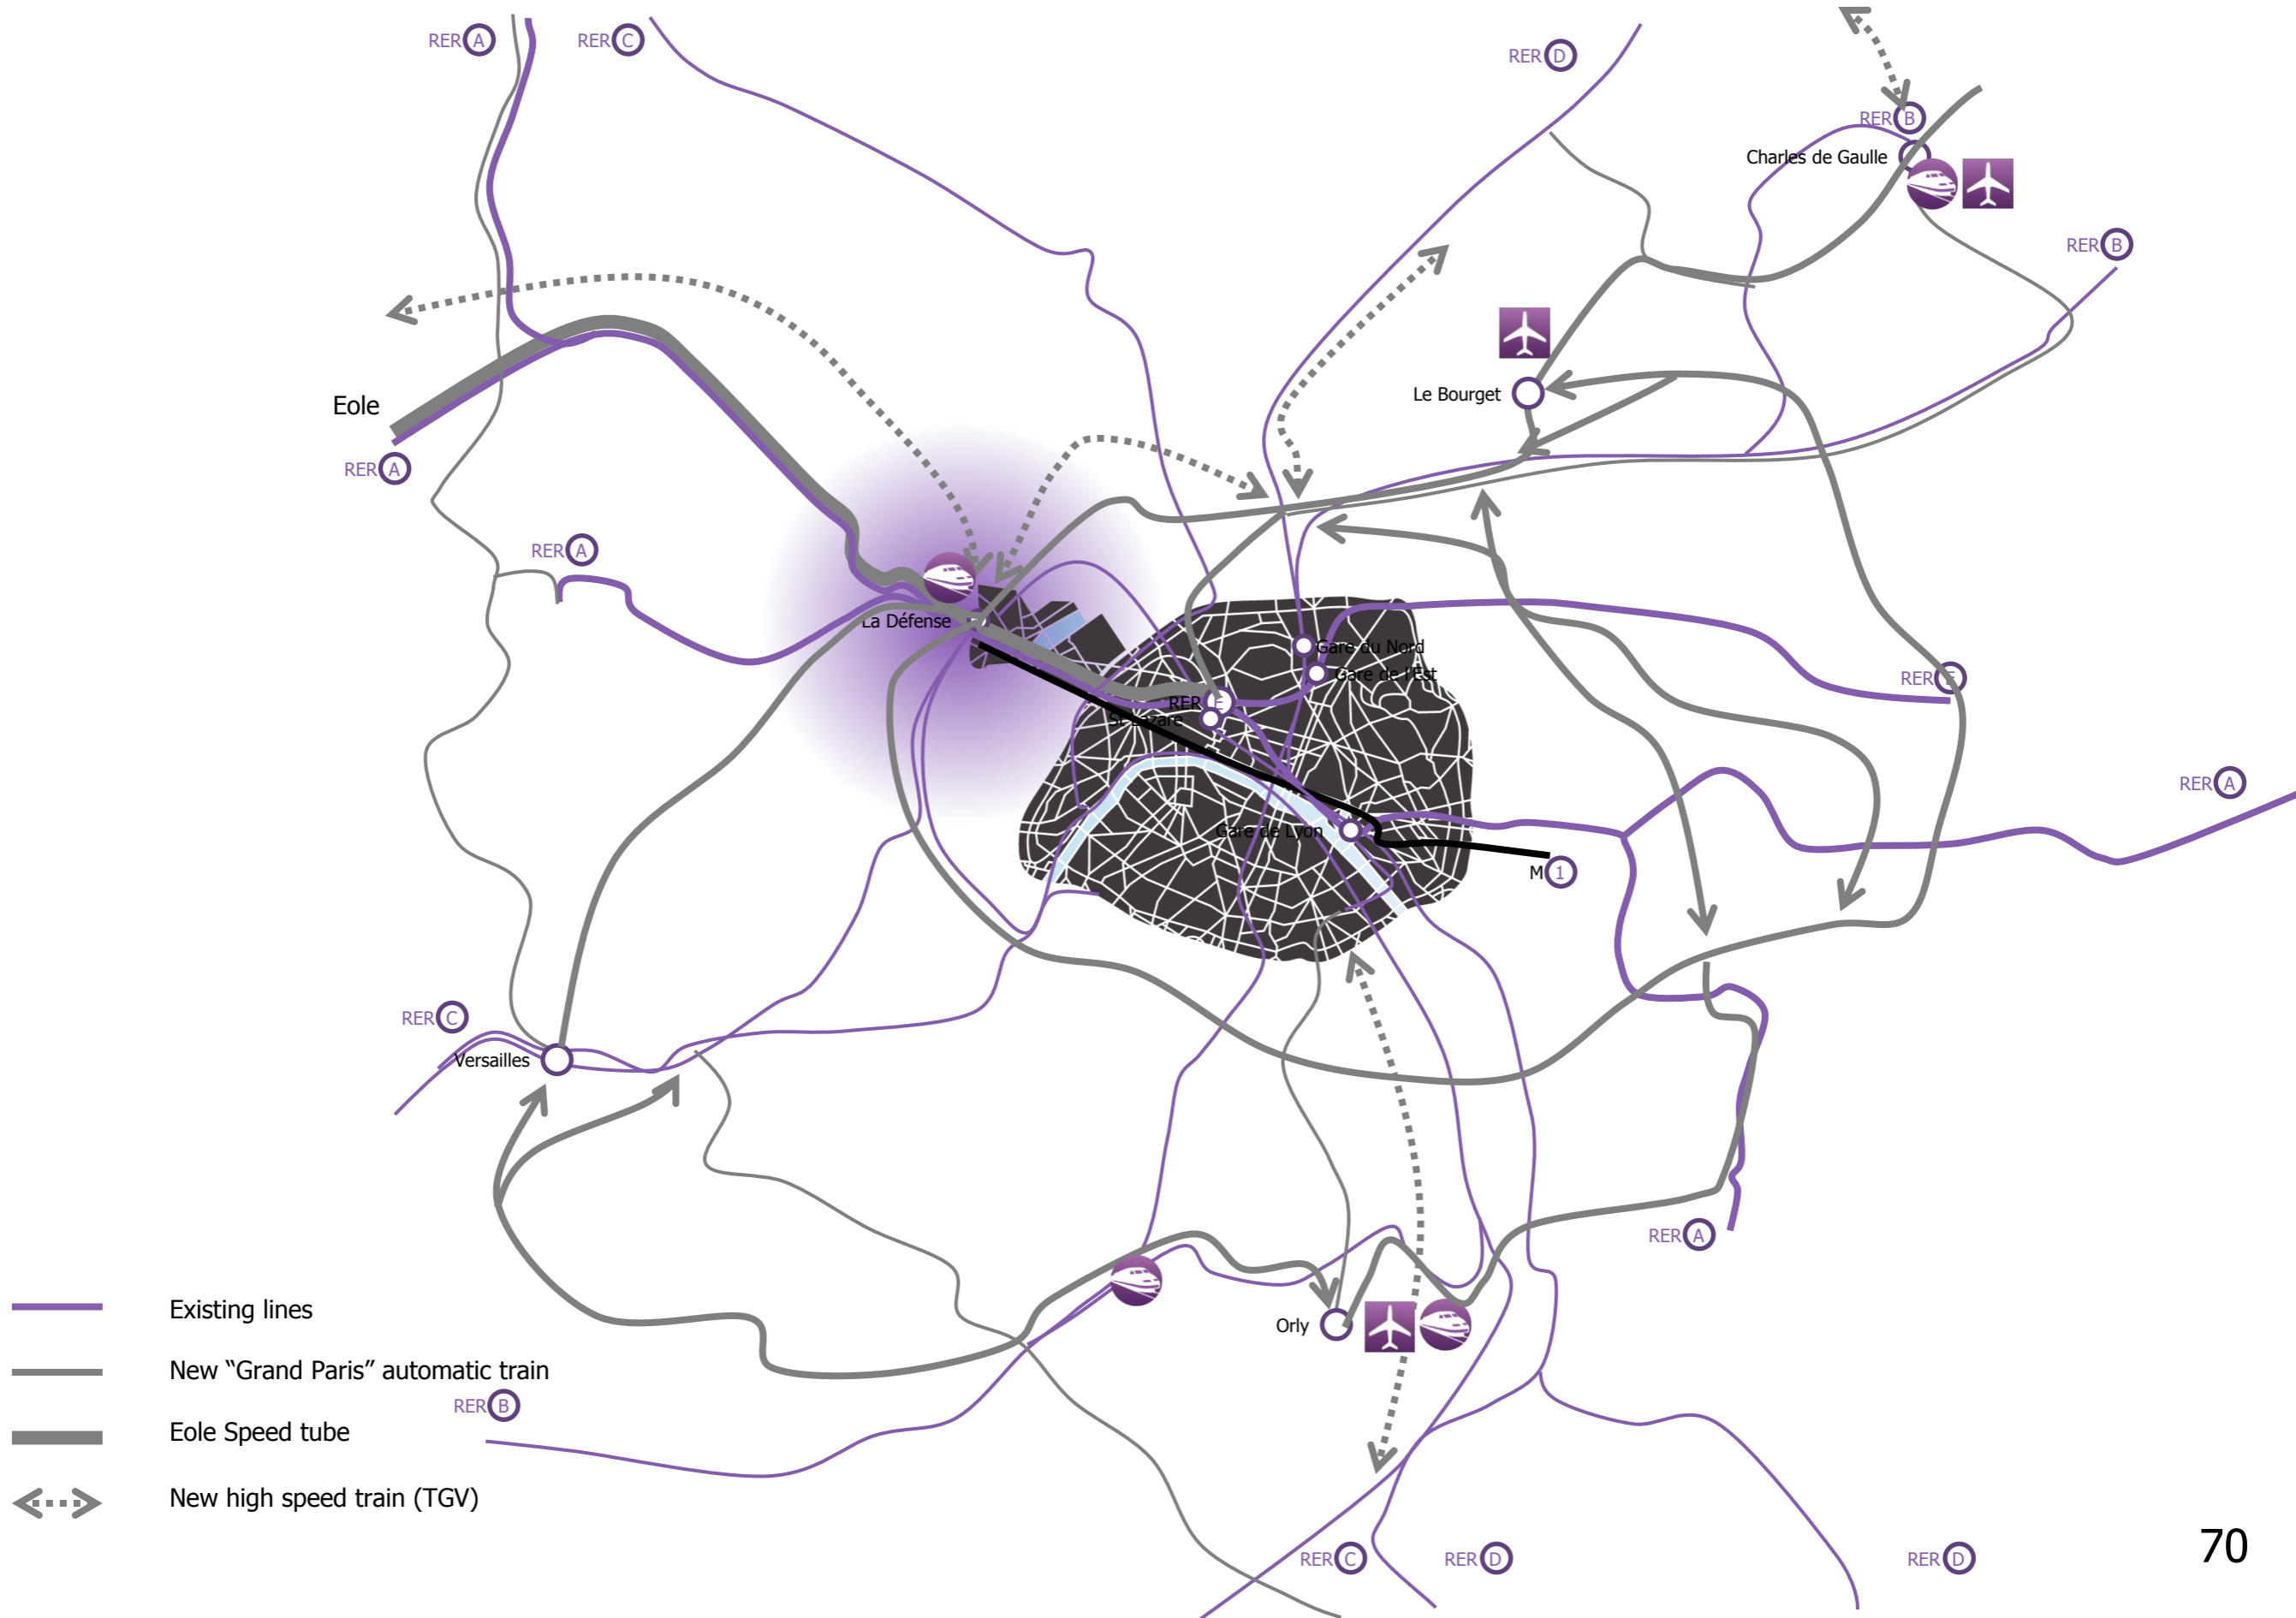 RER A
RER C
RER D
RER B
Charles de Gaulle
RER B
Le Bourget
Eole
RER A
RER A
La Défense
Gare du Nord
Gare de l'Est
RER E
RER E
St Lazare
RER A
Gare de Lyon
M 1
RER C
Versailles
RER A
Orly
Existing lines
New “Grand Paris” automatic train
RER B
Eole Speed tube
New high speed train (TGV)
RER C
RER D
RER D
70